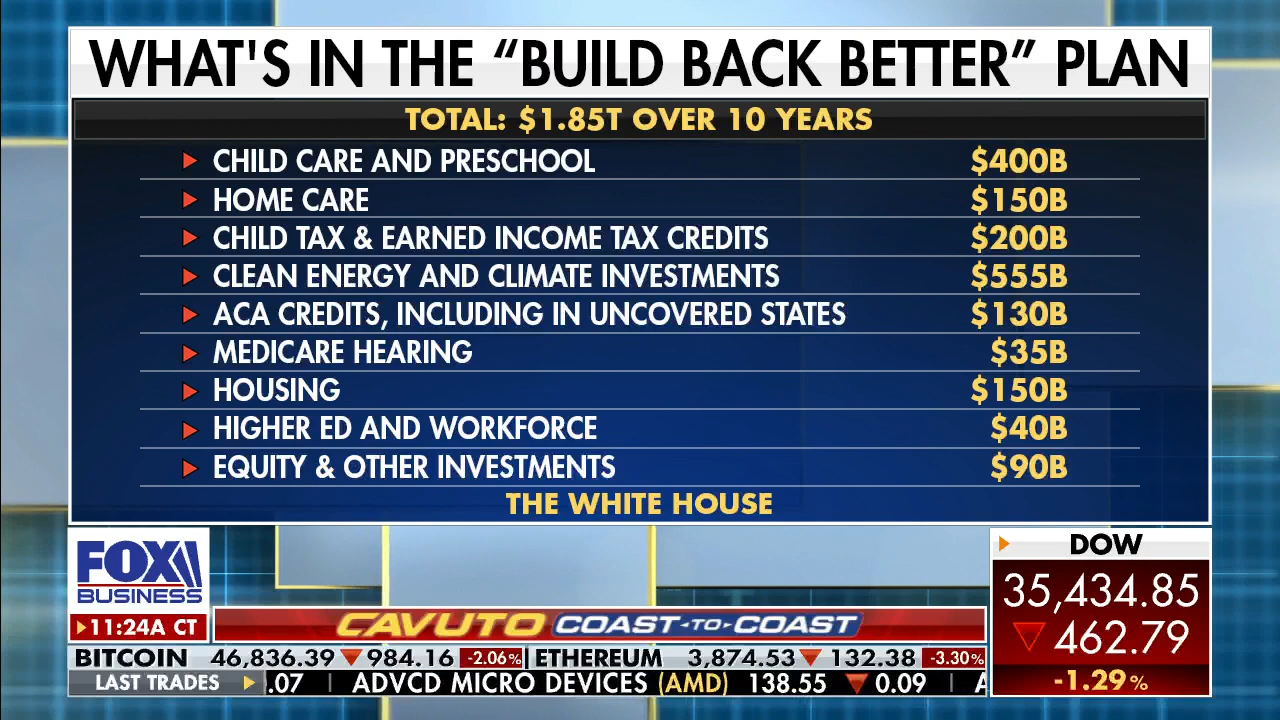 WHAT'S IN THE “BUILD BACK BETTER” PLAN
TOTAL: $1.85T OVER 10 YEARS
CHILD CARE AND PRESCHOOL $400B
HOME CARE $150B
CHILD TAX & EARNED INCOME TAX CREDITS $200B
CLEAN ENERGY AND CLIMATE INVESTMENTS $555B
ACA CREDITS, INCLUDING IN UNCOVERED STATES $130B
MEDICARE HEARING $35B
HOUSING $150B
HIGHER ED AND WORKFORCE $40B
EQUITY & OTHER INVESTMENTS $90B
THE WHITE HOUSE
FOX
BUSINESS
11:24A CT
CAVUTO COAST-TO-COAST
DOW
35,434.85
462.79
-1.29%
BITCOIN 46,836.39 984.16 -2.06% ETHEREUM 3,874.53 132.38 -3.30%
LAST TRADES .07 | ADVCD MICRO DEVICES (AMD) 138.55 0.09 |